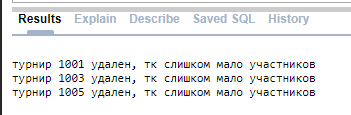 Results Explain Describe Saved SQL History
турнир 1001 удален, тк слишком мало участников
турнир 1003 удален, тк слишком мало участников
турнир 1005 удален, тк слишком мало участников